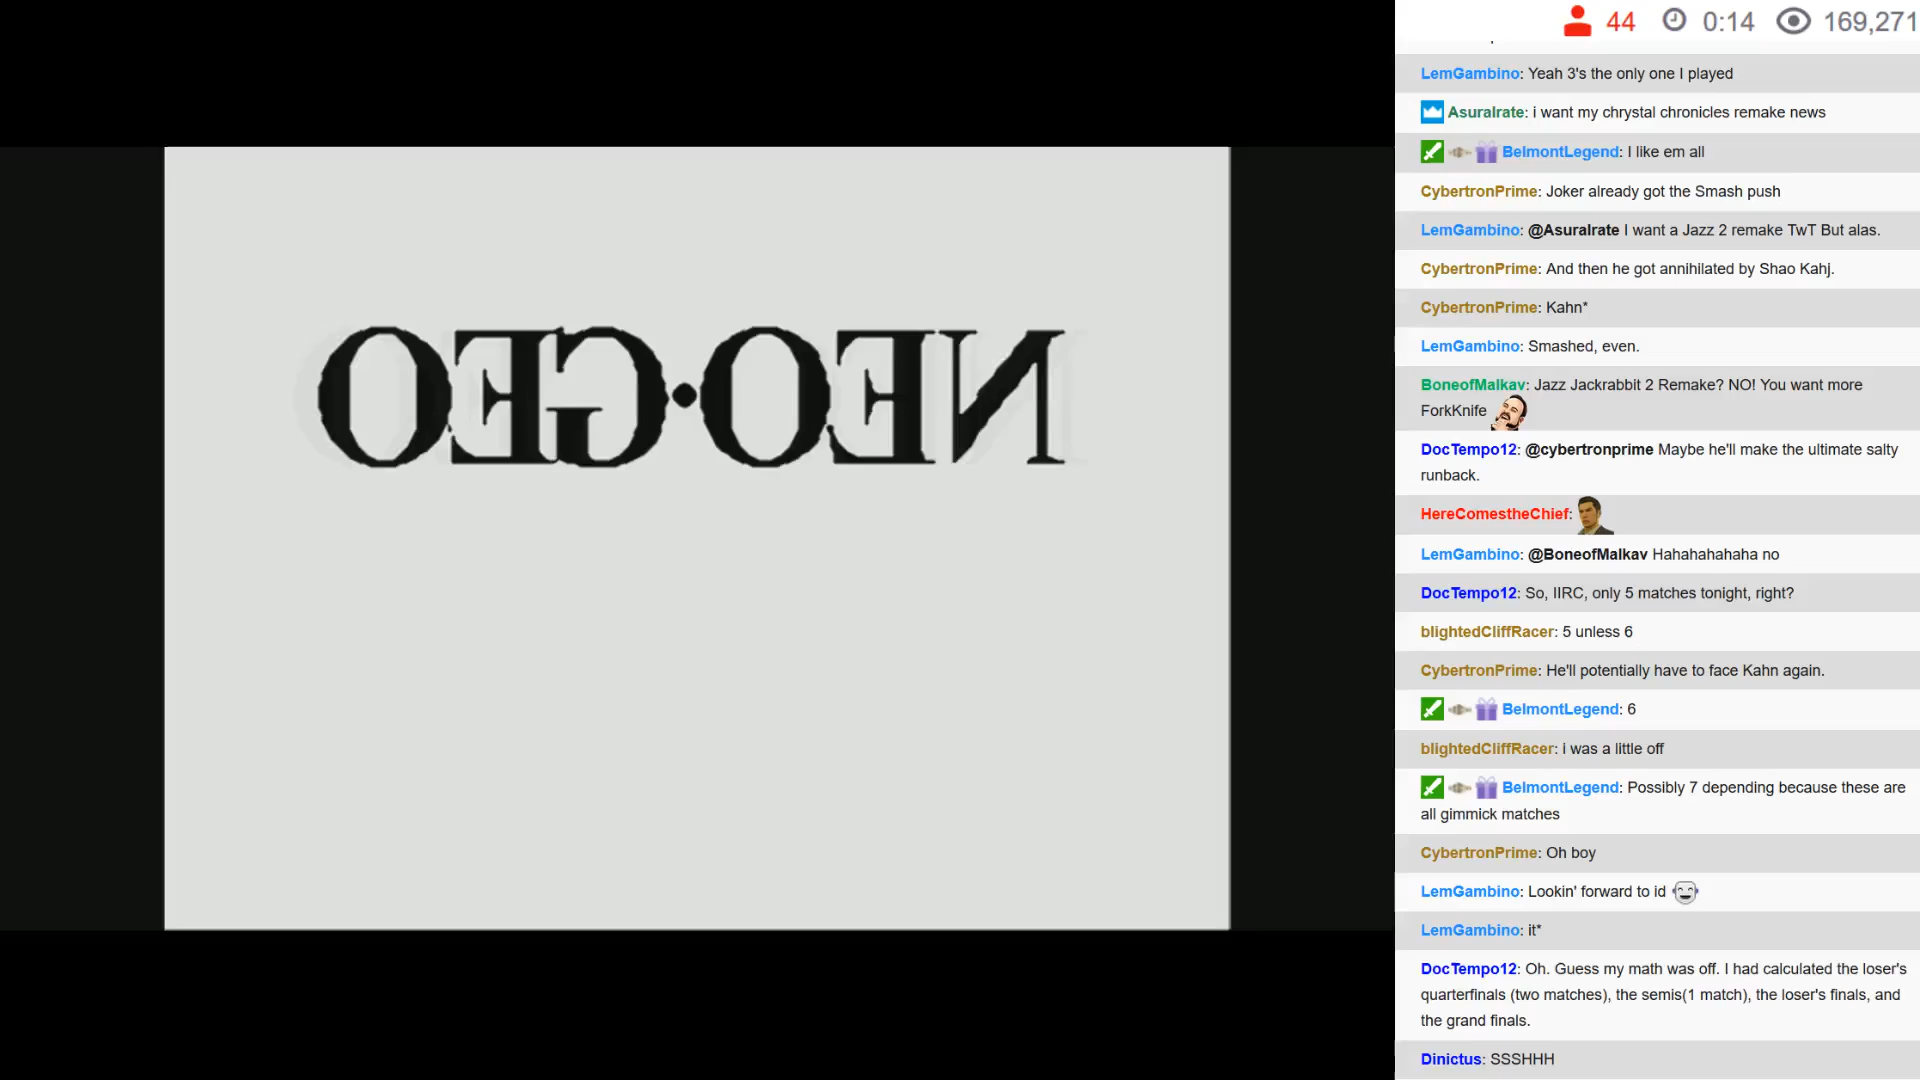 NEO•GEO
44 0:14 169,271
LemGambino: Yeah 3's the only one I played
Asuralrate: i want my chrystal chronicles remake news
BelmontLegend: I like em all
CybertronPrime: Joker already got the Smash push
LemGambino: @Asuralrate I want a Jazz 2 remake TwT But alas.
CybertronPrime: And then he got annihilated by Shao Kahj.
CybertronPrime: Kahn*
LemGambino: Smashed, even.
BoneofMalkav: Jazz Jackrabbit 2 Remake? NO! You want more
ForkKnife
DocTempo12: @cybertronprime Maybe he'll make the ultimate salty
runback.
HereComestheChief:
LemGambino: @BoneofMalkav Hahahahahaha no
DocTempo12: So, IIRC, only 5 matches tonight, right?
blightedCliffRacer: 5 unless 6
CybertronPrime: He'll potentially have to face Kahn again.
BelmontLegend: 6
blightedCliffRacer: i was a little off
BelmontLegend: Possibly 7 depending because these are
all gimmick matches
CybertronPrime: Oh boy
LemGambino: Lookin' forward to id
LemGambino: it*
DocTempo12: Oh. Guess my math was off. I had calculated the loser's
quarterfinals (two matches), the semis(1 match), the loser's finals, and
the grand finals.
Dinictus: SSSHHH